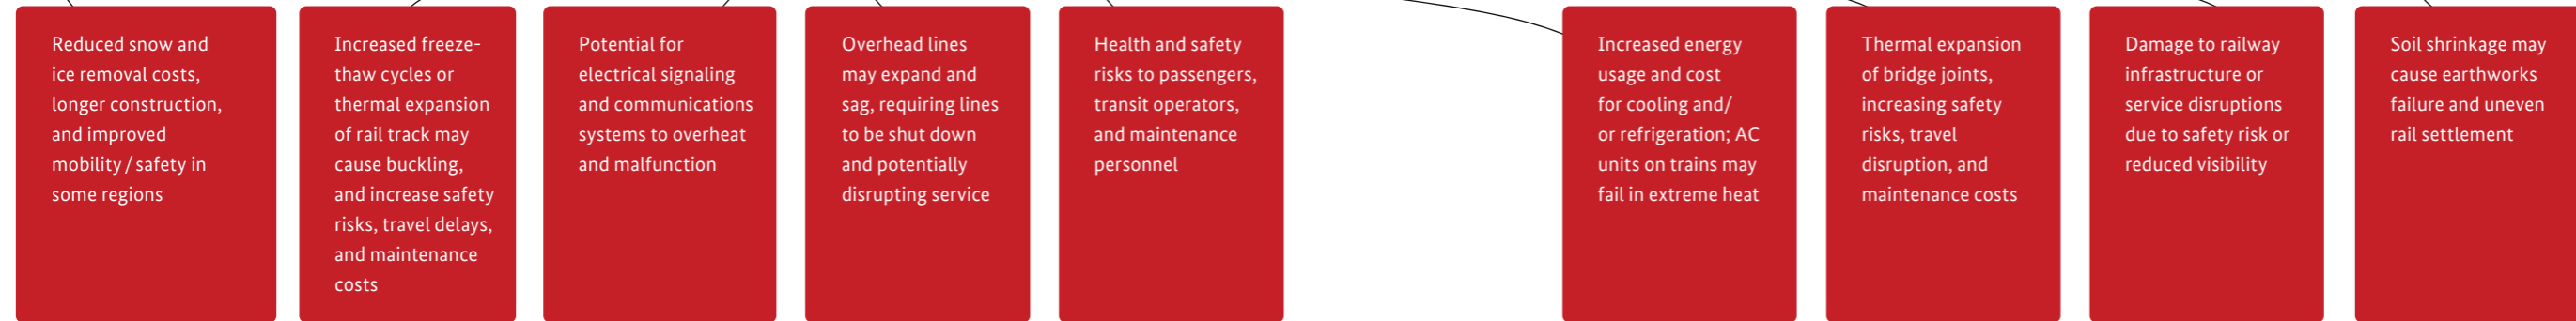 Reduced snow and
ice removal costs,
longer construction,
and improved
mobility / safety in
some regions
Increased freeze-
thaw cycles or
thermal expansion
of rail track may
cause buckling,
and increase safety
risks, travel delays,
and maintenance
costs
Potential for
electrical signaling
and communications
systems to overheat
and malfunction
Overhead lines
may expand and
sag, requiring lines
to be shut down
and potentially
disrupting service
Health and safety
risks to passengers,
transit operators,
and maintenance
personnel
Increased energy
usage and cost
for cooling and/
or refrigeration; AC
units on trains may
fail in extreme heat
Thermal expansion
of bridge joints,
increasing safety
risks, travel
disruption, and
maintenance costs
Damage to railway
infrastructure or
service disruptions
due to safety risk or
reduced visibility
Soil shrinkage may
cause earthworks
failure and uneven
rail settlement